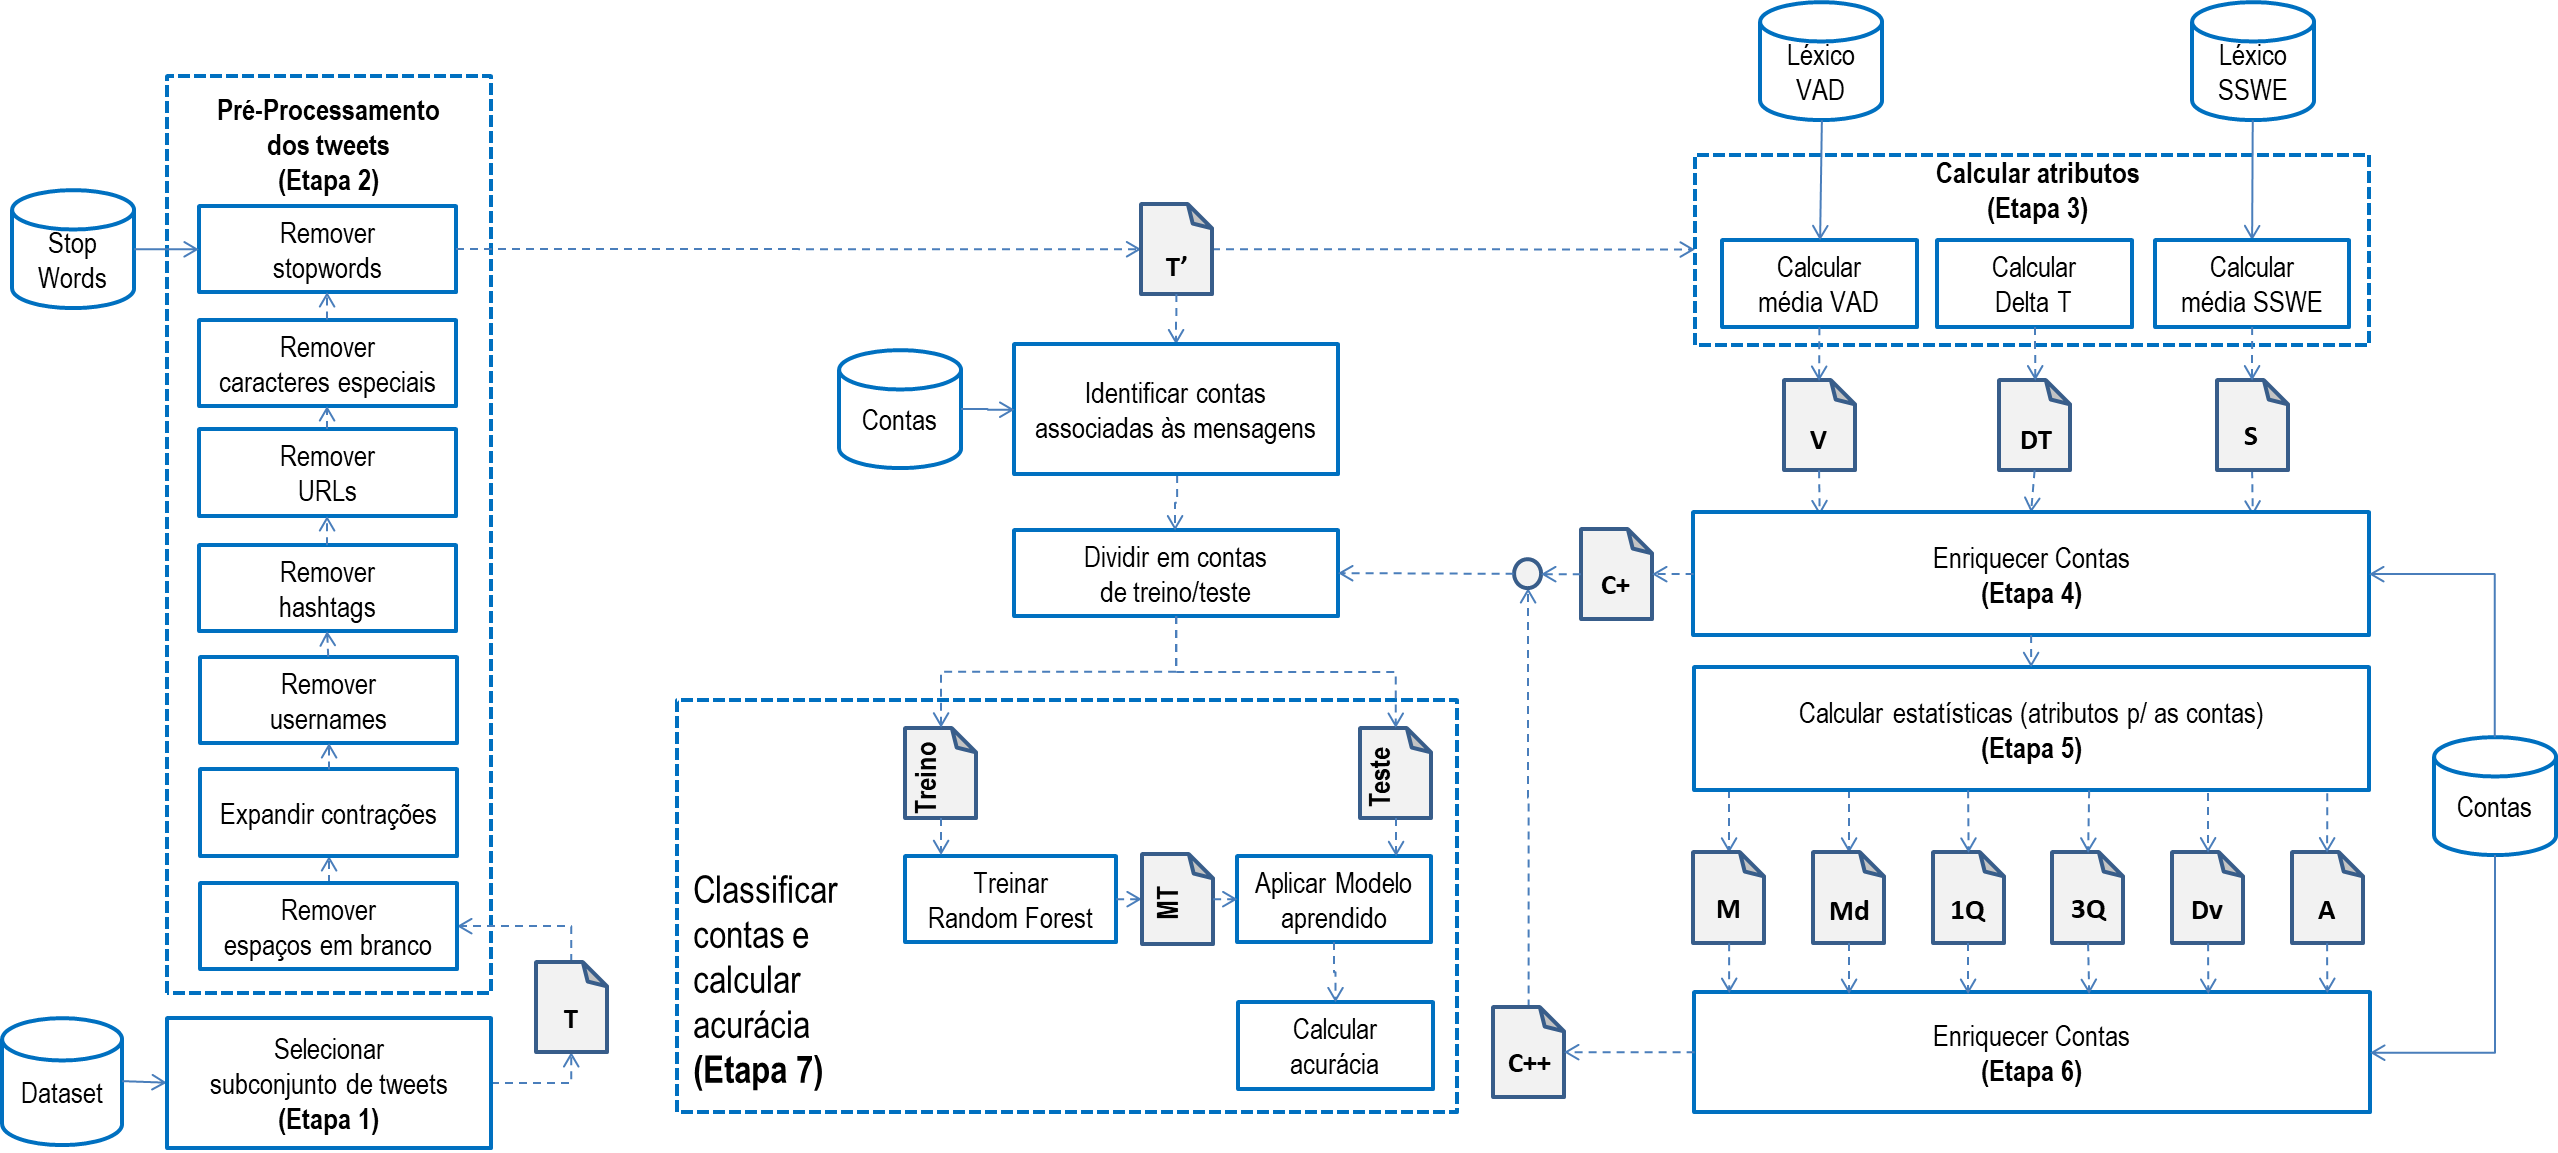 Pré-Processamento
dos tweets
(Etapa 2)
Stop
Words
Remover
stopwords
Remover
caracteres especiais
Remover
URLs
Remover
hashtags
Remover
usernames
Expandir contrações
Remover
espaços em branco
T
Dataset
Selecionar
subconjunto de tweets
(Etapa 1)
T’
Contas
Identificar contas
associadas às mensagens
Dividir em contas
de treino/teste
Classificar
contas e
calcular
acurácia
(Etapa 7)
Treino
Teste
Treinar
Random Forest
MT
Aplicar Modelo
aprendido
Calcular
acurácia
Léxico
VAD
Léxico
SSWE
Calcular atributos
(Etapa 3)
Calcular
média VAD
Calcular
Delta T
Calcular
média SSWE
V
DT
S
Enriquecer Contas
(Etapa 4)
C+
Calcular estatísticas (atributos p/ as contas)
(Etapa 5)
Contas
M
Md
1Q
3Q
Dv
A
Enriquecer Contas
(Etapa 6)
C++